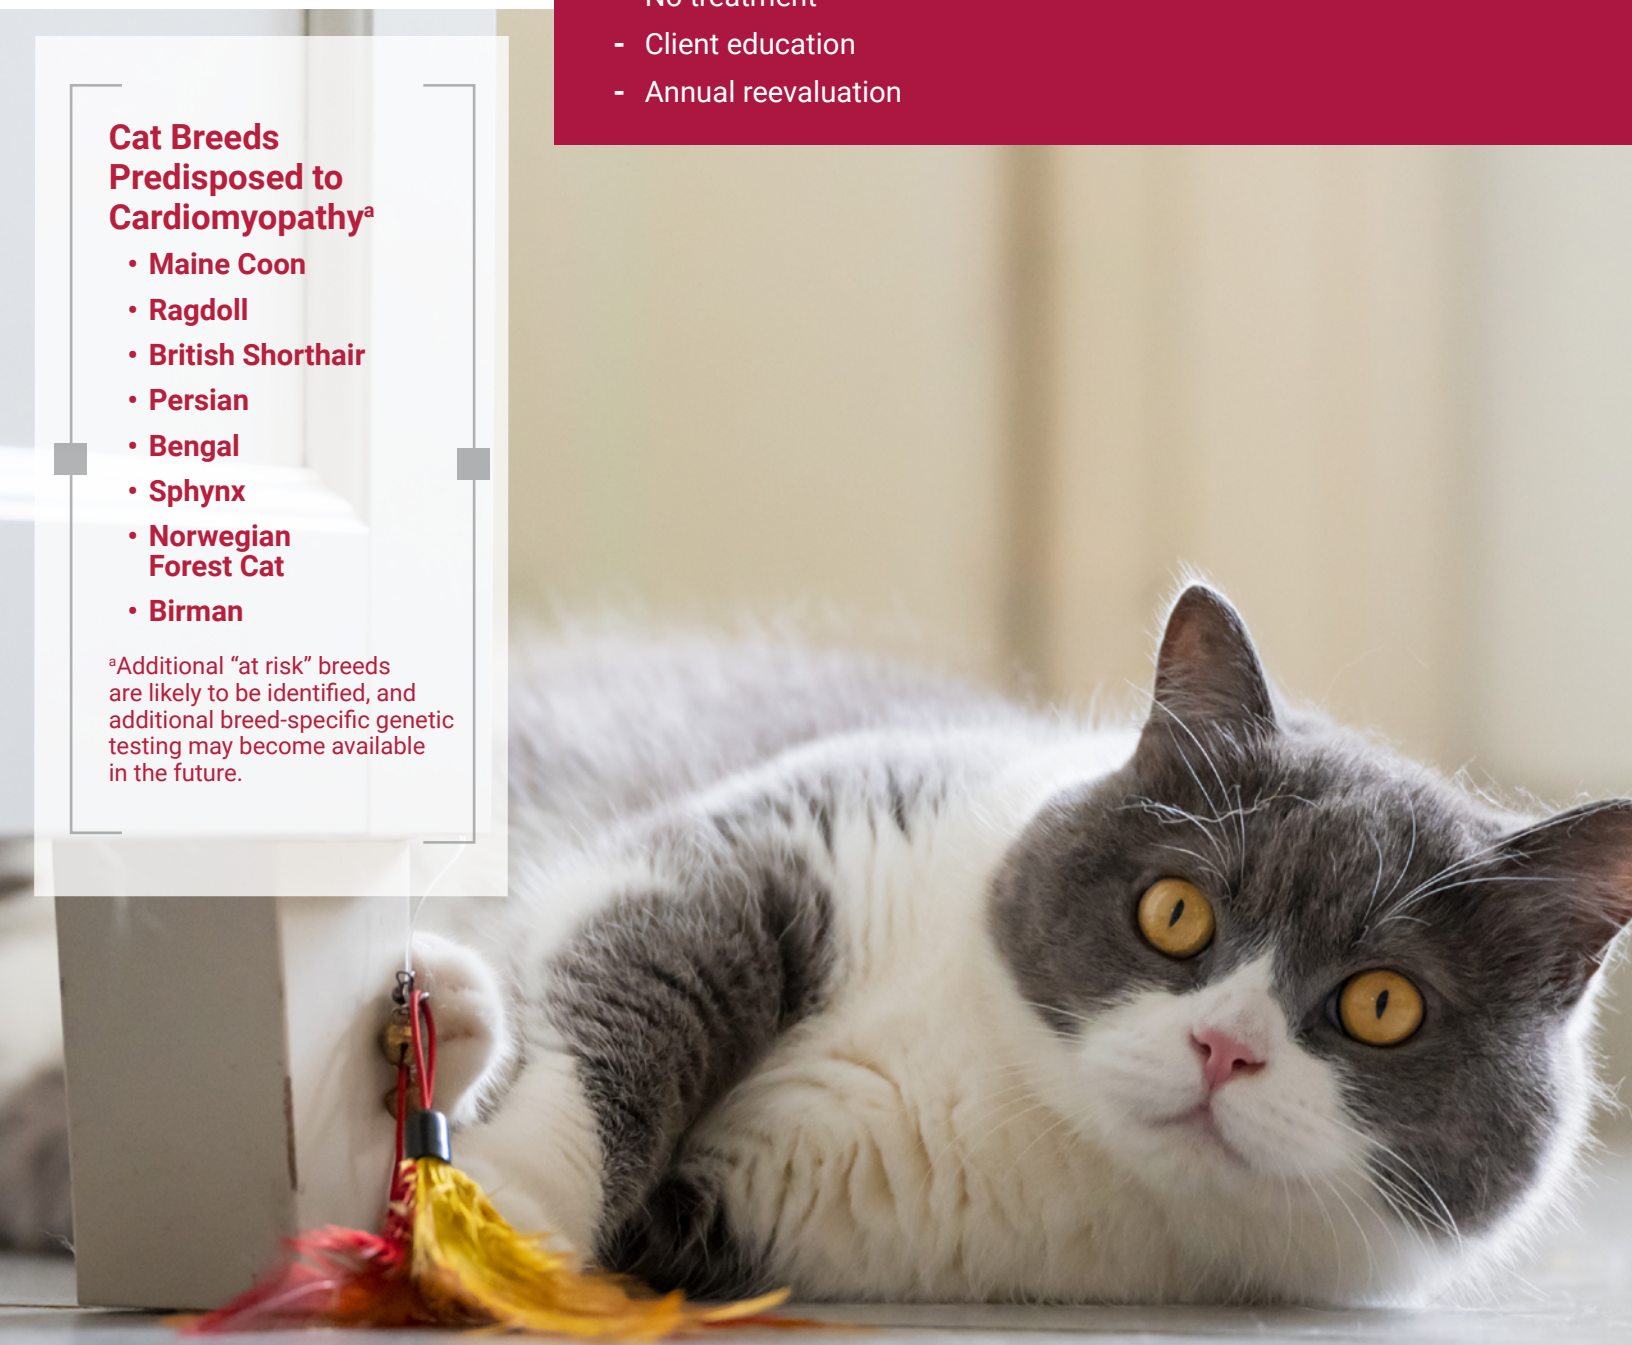 No treatment
- Client education
- Annual reevaluation
Cat Breeds
Predisposed to
Cardiomyopathyᵃ
• Maine Coon
• Ragdoll
• British Shorthair
• Persian
• Bengal
• Sphynx
• Norwegian
Forest Cat
• Birman
ᵃAdditional “at risk” breeds
are likely to be identified, and
additional breed-specific genetic
testing may become available
in the future.